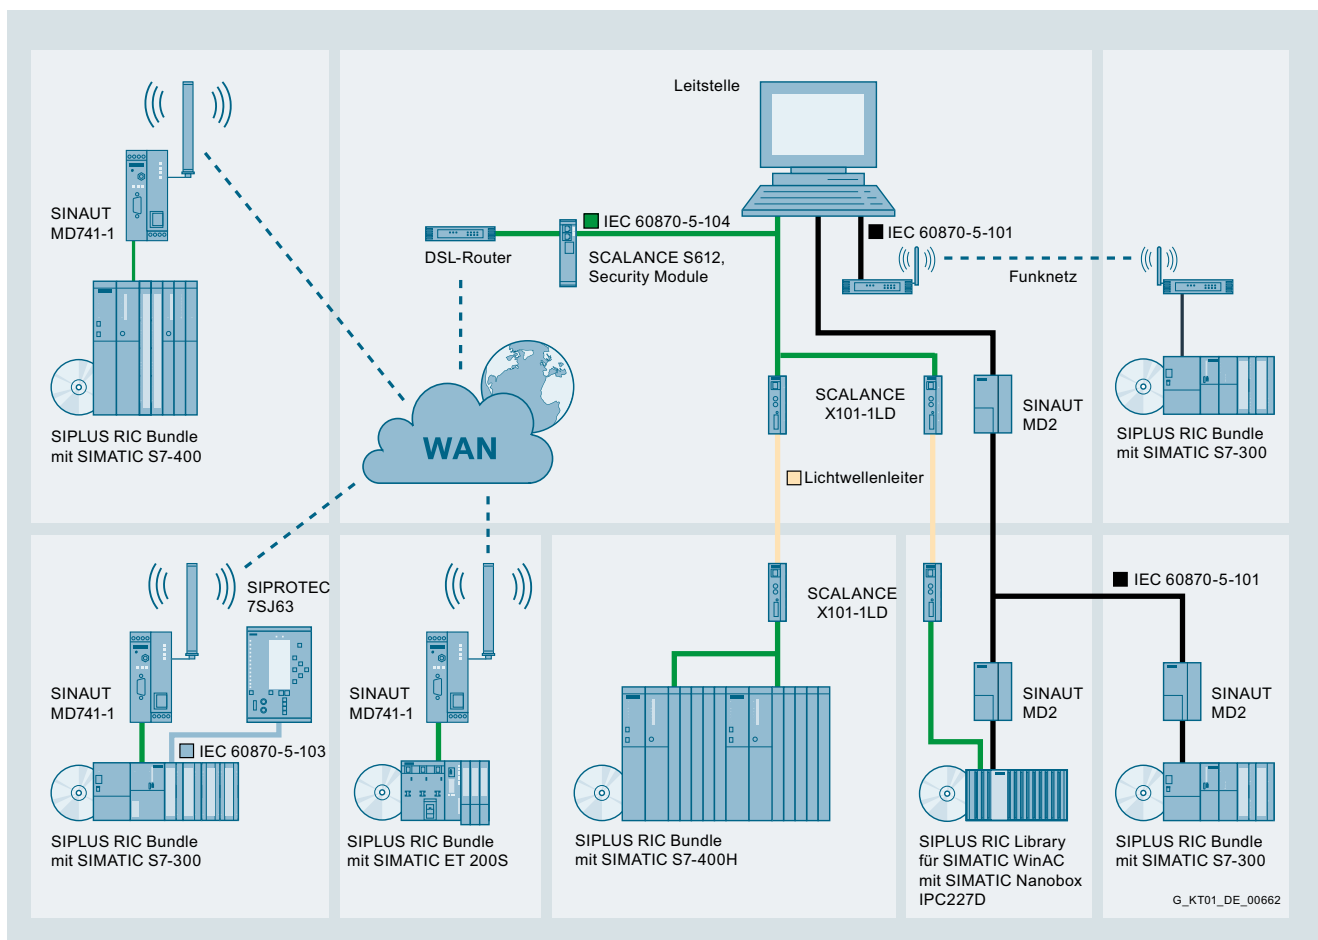 Leitstelle
SINAUT
MD741-1
IEC 60870-5-104
IEC 60870-5-101
DSL-Router
SCALANCE S612,
Security Module
Funknetz
SCALANCE
X101-1LD
SINAUT
MD2
SIPLUS RIC Bundle
mit SIMATIC S7-400
WAN
SIPLUS RIC Bundle
mit SIMATIC S7-300
Lichtwellenleiter
SIPROTEC
7SJ63
SCALANCE
X101-1LD
IEC 60870-5-101
SINAUT
MD741-1
SINAUT
MD741-1
SINAUT
MD2
SINAUT
MD2
IEC 60870-5-103
SIPLUS RIC Bundle
mit SIMATIC S7-300
SIPLUS RIC Bundle
mit SIMATIC ET 200S
SIPLUS RIC Bundle
mit SIMATIC S7-400H
SIPLUS RIC Library
für SIMATIC WinAC
mit SIMATIC Nanobox
IPC227D
SIPLUS RIC Bundle
mit SIMATIC S7-300
G_KT01_DE_00662